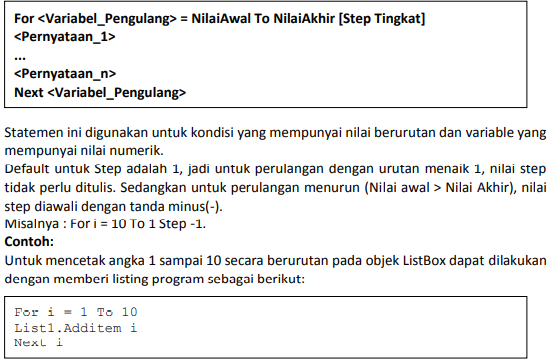 For <Variabel_Pengulang> = NilaiAwal To NilaiAkhir [Step Tingkat]
<Pernyataan_1>
...
<Pernyataan_n>
Next <Variabel_Pengulang>
Statemen ini digunakan untuk kondisi yang mempunyai nilai berurutan dan variable yang
mempunyai nilai numerik.
Default untuk Step adalah 1, jadi untuk perulangan dengan urutan menaik 1, nilai step
tidak perlu ditulis. Sedangkan untuk perulangan menurun (Nilai awal > Nilai Akhir), nilai
step diawali dengan tanda minus(-).
Misalnya : For i = 10 To 1 Step -1.
Contoh:
Untuk mencetak angka 1 sampai 10 secara berurutan pada objek ListBox dapat dilakukan
dengan memberi listing program sebagai berikut:
For i = 1 To 10
List1.Additem i
Next i